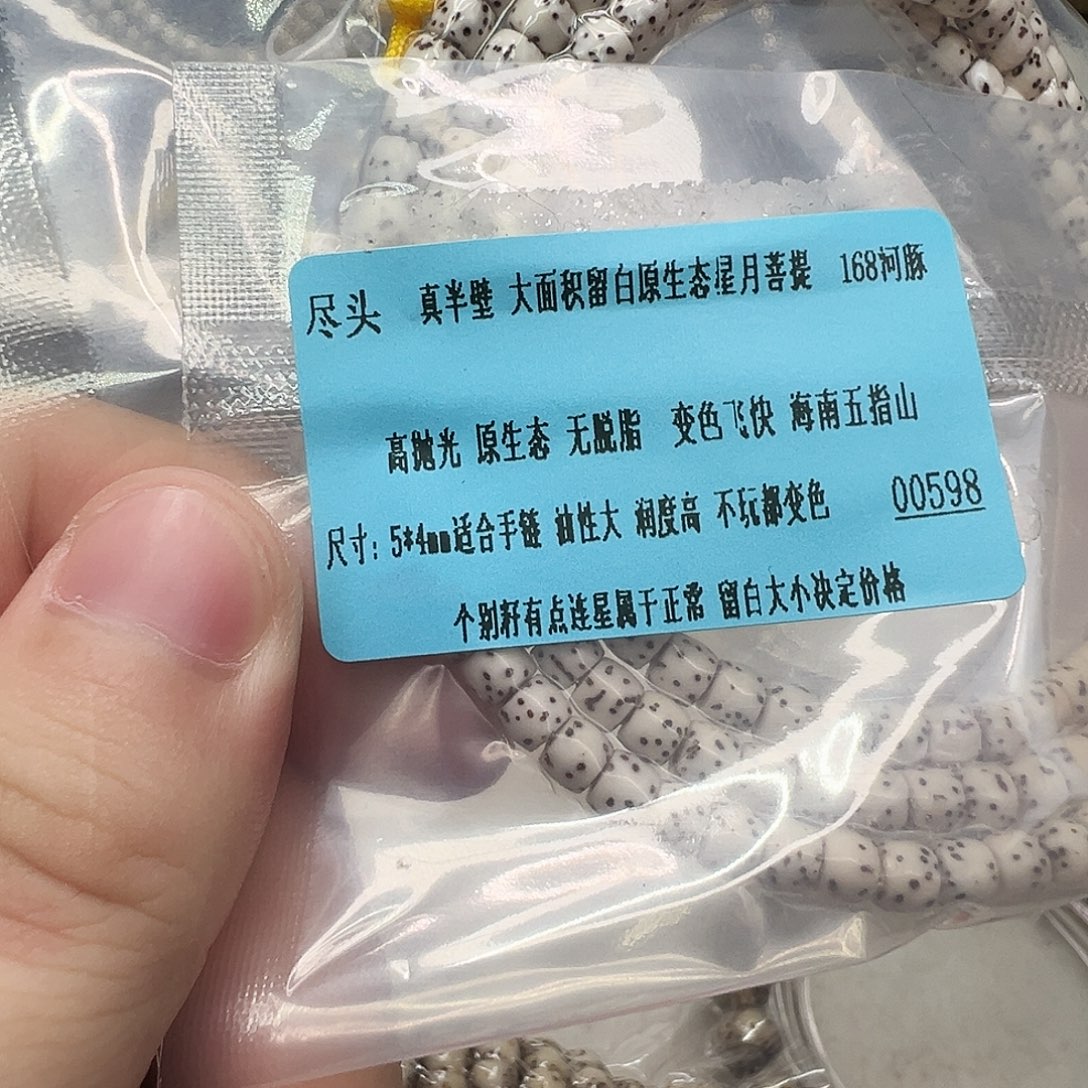 尽头 真半壁 大面积留白原生态星月菩提 168河豚
高抛光 原生态 无脱脂 变色飞快 海南五指山
尺寸：5*4mm适合手链 油性大 润度高 不玩都变色 00598
个别籽有点连星属于正常 留白大小决定价格